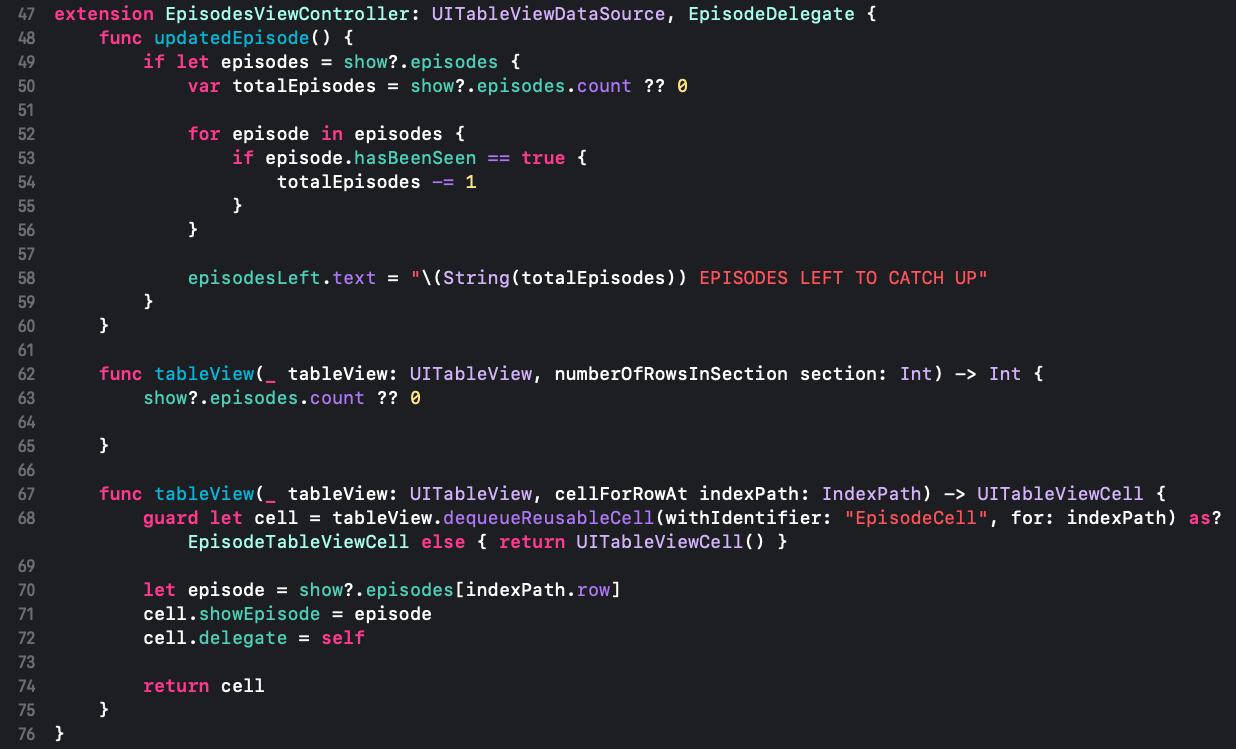 47 extension EpisodesViewController: UITableViewDataSource, EpisodeDelegate {
48     func updatedEpisode() {
49         if let episodes = show?.episodes {
50             var totalEpisodes = show?.episodes.count ?? 0
51
52             for episode in episodes {
53                 if episode.hasBeenSeen == true {
54                     totalEpisodes -= 1
55                 }
56             }
57
58             episodesLeft.text = "\(String(totalEpisodes)) EPISODES LEFT TO CATCH UP"
59         }
60     }
61
62     func tableView(_ tableView: UITableView, numberOfRowsInSection section: Int) -> Int {
63         show?.episodes.count ?? 0
64
65     }
66
67     func tableView(_ tableView: UITableView, cellForRowAt indexPath: IndexPath) -> UITableViewCell {
68         guard let cell = tableView.dequeueReusableCell(withIdentifier: "EpisodeCell", for: indexPath) as?
            EpisodeTableViewCell else { return UITableViewCell() }
69
70         let episode = show?.episodes[indexPath.row]
71         cell.showEpisode = episode
72         cell.delegate = self
73
74         return cell
75     }
76 }